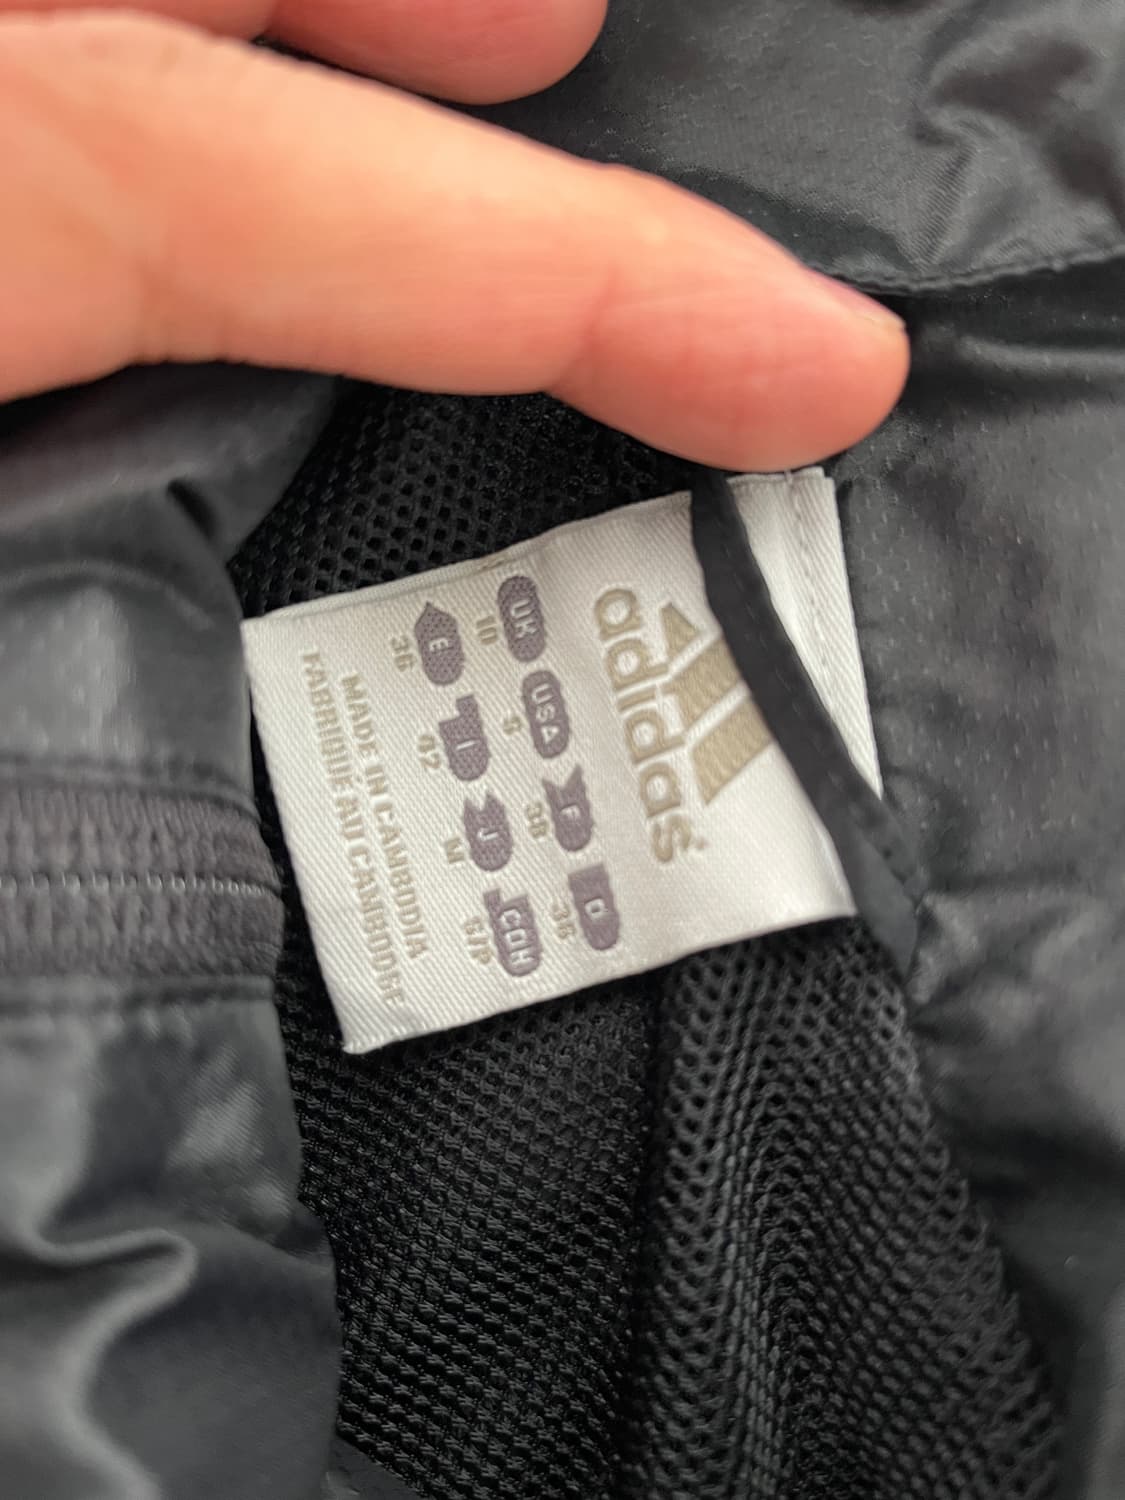 adidas
UK USA F D
10 S 38 36
E I J CDN
36 42 M S/P
MADE IN CAMBODIA
FABRIQUÉ AU CAMBODGE